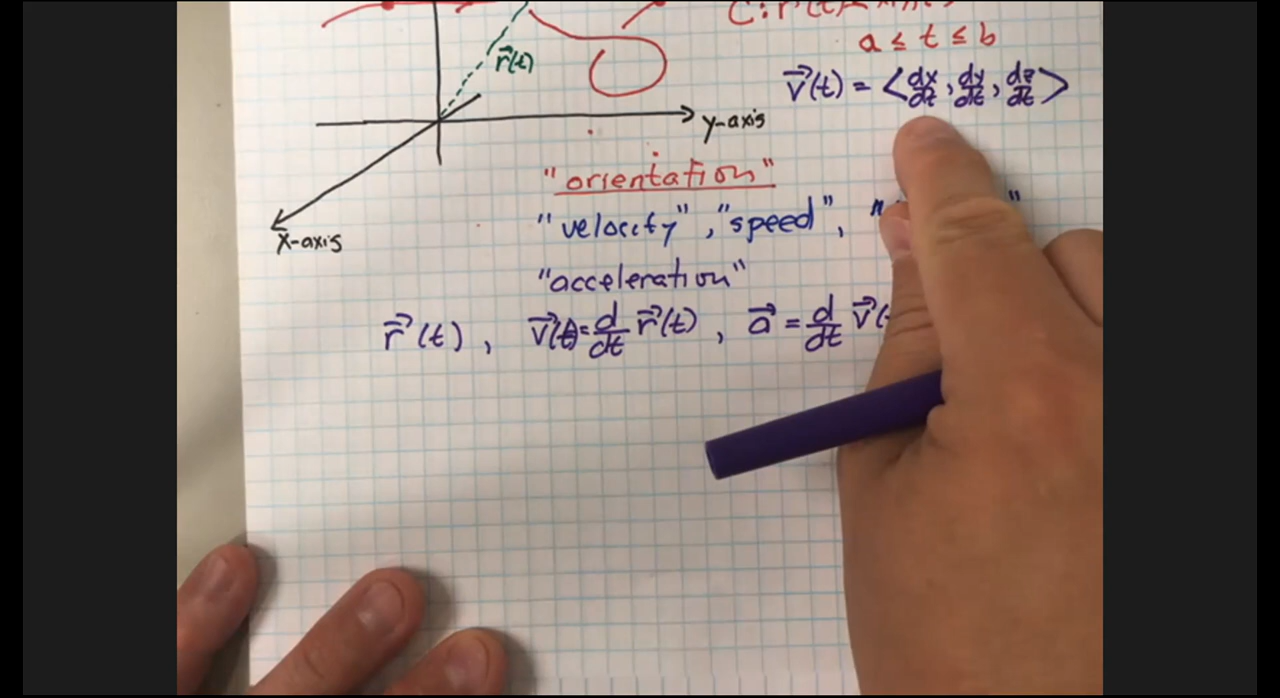 a ≤ t ≤ b
r⃗(t)
v⃗(t) = <dx/dt, dy/dt, dz/dt>
y-axis
"orientation"
"velocity", "speed",
x-axis
"acceleration"
r⃗(t), v⃗(t) = d/dt r⃗(t), a⃗ = d/dt v⃗(